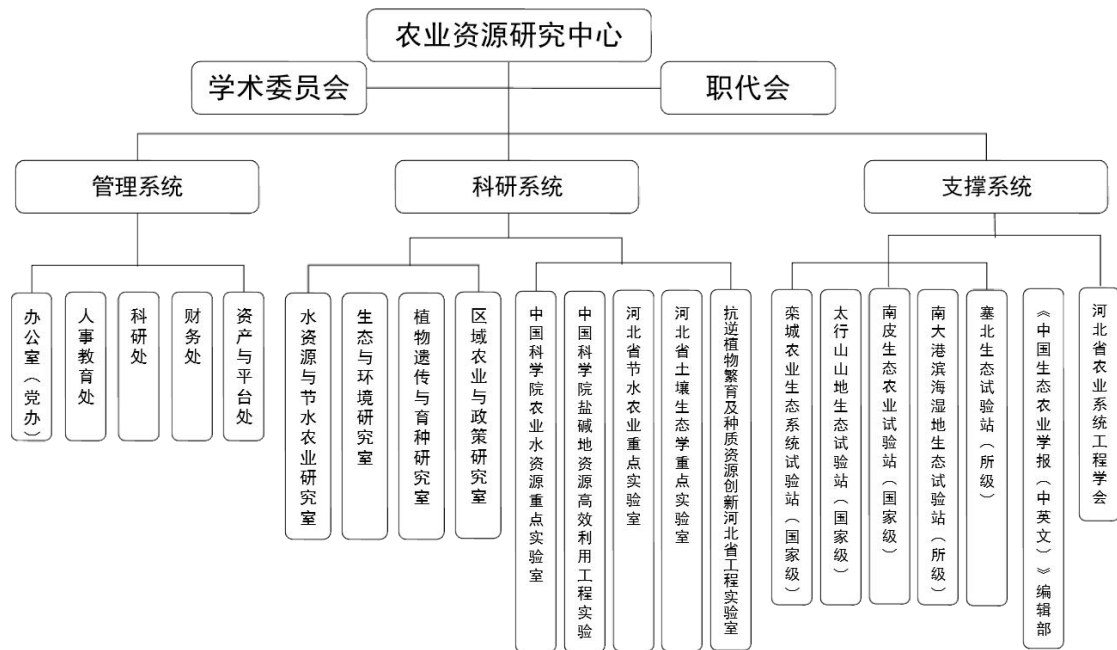 农业资源研究中心
学术委员会
职代会
管理系统
科研系统
支撑系统
办公室（党办）
人事教育处
科研处
财务处
资产与平台处
水资源与节水农业研究室
生态与环境研究室
植物遗传与育种研究室
区域农业与政策研究室
中国科学院农业水资源重点实验室
中国科学院盐碱地资源高效利用工程实验
河北省节水农业重点实验室
河北省土壤生态学重点实验室
抗逆植物繁育及种质资源创新河北省工程实验室
栾城农业生态系统试验站（国家级）
太行山山地生态试验站（国家级）
南皮生态农业试验站（国家级）
南大港滨海湿地生态试验站（所级）
塞北生态试验站（所级）
《中国生态农业学报（中英文）》编辑部
河北省农业系统工程学会